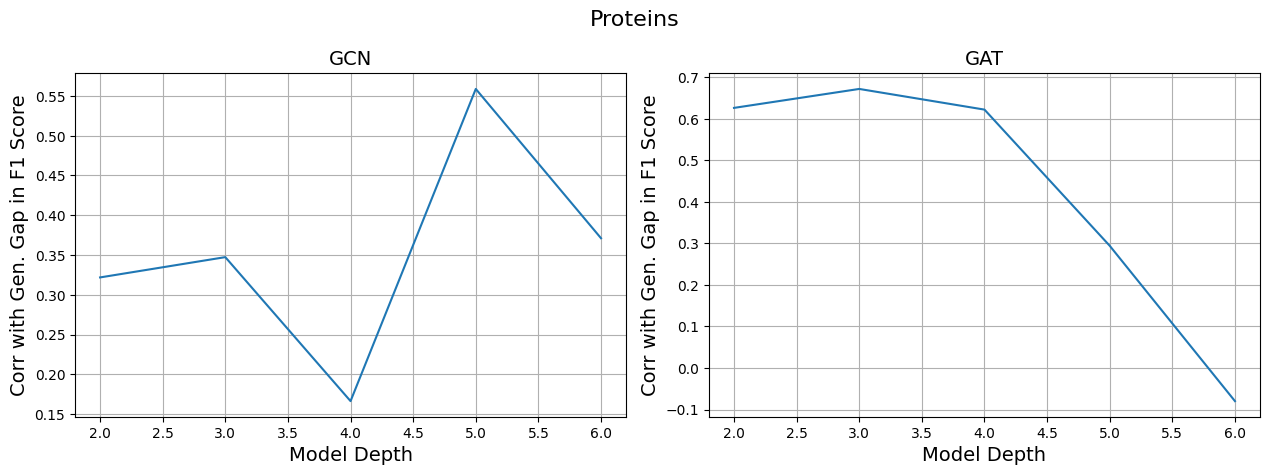 Proteins
GCN
Corr with Gen. Gap in F1 Score
0.55
0.50
0.45
0.40
0.35
0.30
0.25
0.20
0.15
2.0 2.5 3.0 3.5 4.0 4.5 5.0 5.5 6.0
Model Depth
GAT
Corr with Gen. Gap in F1 Score
0.7
0.6
0.5
0.4
0.3
0.2
0.1
0.0
−0.1
2.0 2.5 3.0 3.5 4.0 4.5 5.0 5.5 6.0
Model Depth